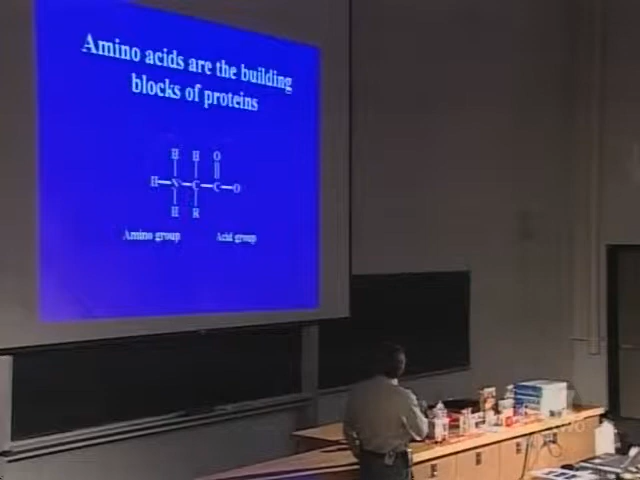 Amino acids are the building
blocks of proteins
H H O
H N C C O
H R
Amino group Acid group